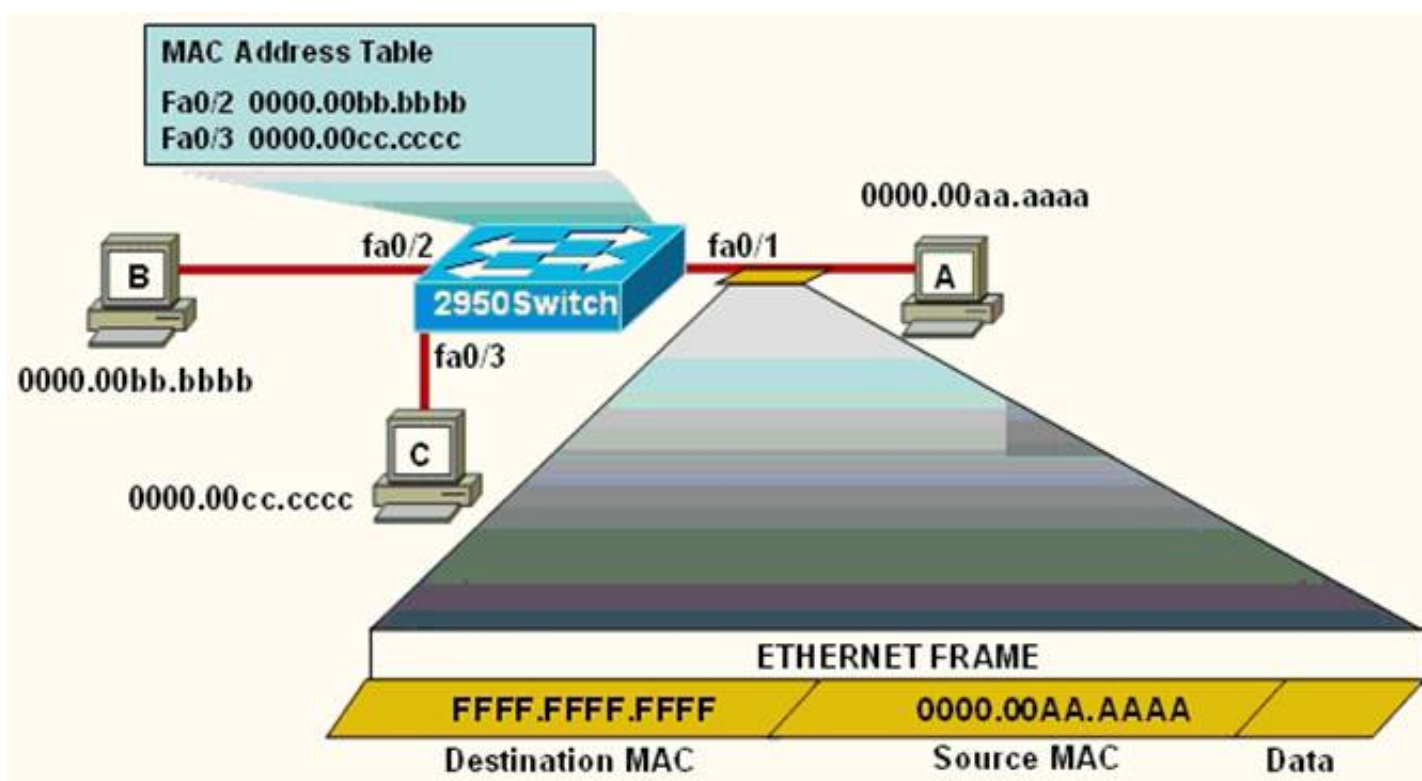 MAC Address Table
Fa0/2 0000.00bb.bbbb
Fa0/3 0000.00cc.cccc
0000.00aa.aaaa
fa0/2
fa0/1
B
A
2950Switch
fa0/3
0000.00bb.bbbb
C
0000.00cc.cccc
ETHERNET FRAME
FFFF.FFFF.FFFF 0000.00AA.AAAA
Destination MAC Source MAC Data